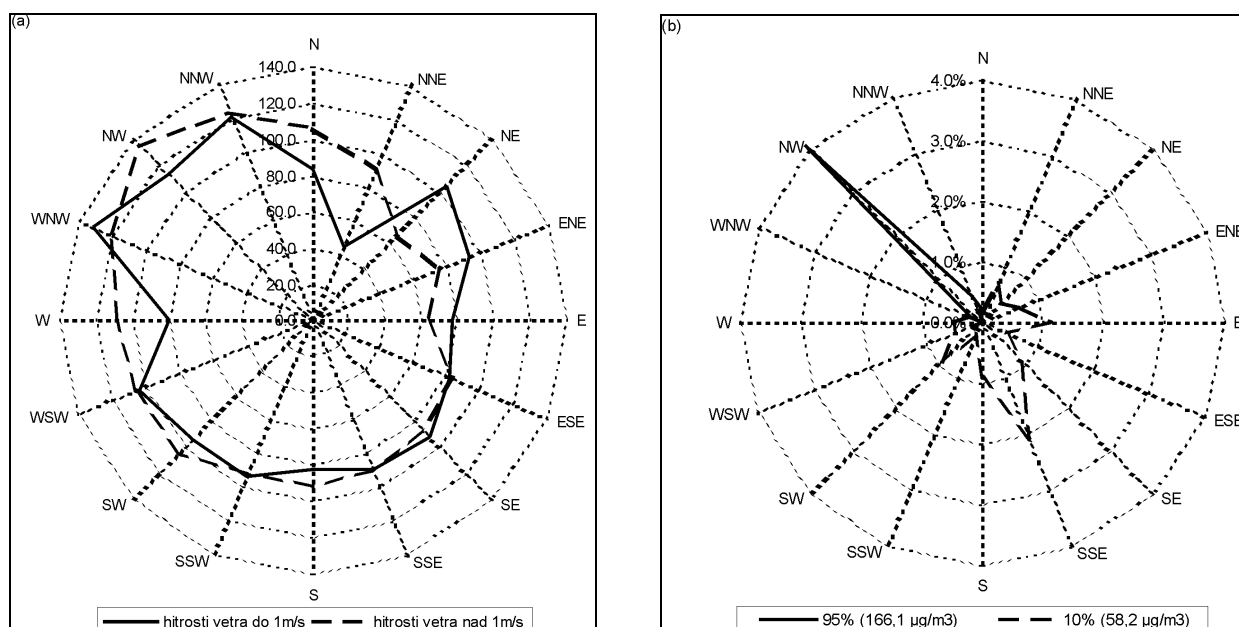 (a)
N
NNW
NNE
140.0
120.0
NW
NE
100.0
80.0
WNW
ENE
60.0
40.0
20.0
0.0
W
E
WSW
ESE
SW
SE
SSW
SSE
S
hitrosti vetra do 1m/s
hitrosti vetra nad 1m/s
(b)
N
4.0%
NNW
NNE
3.0%
NW
NE
2.0%
WNW
ENE
1.0%
0.0%
W
E
WSW
ESE
SW
SE
SSW
SSE
S
95% (166,1 µg/m3)
10% (58,2 µg/m3)